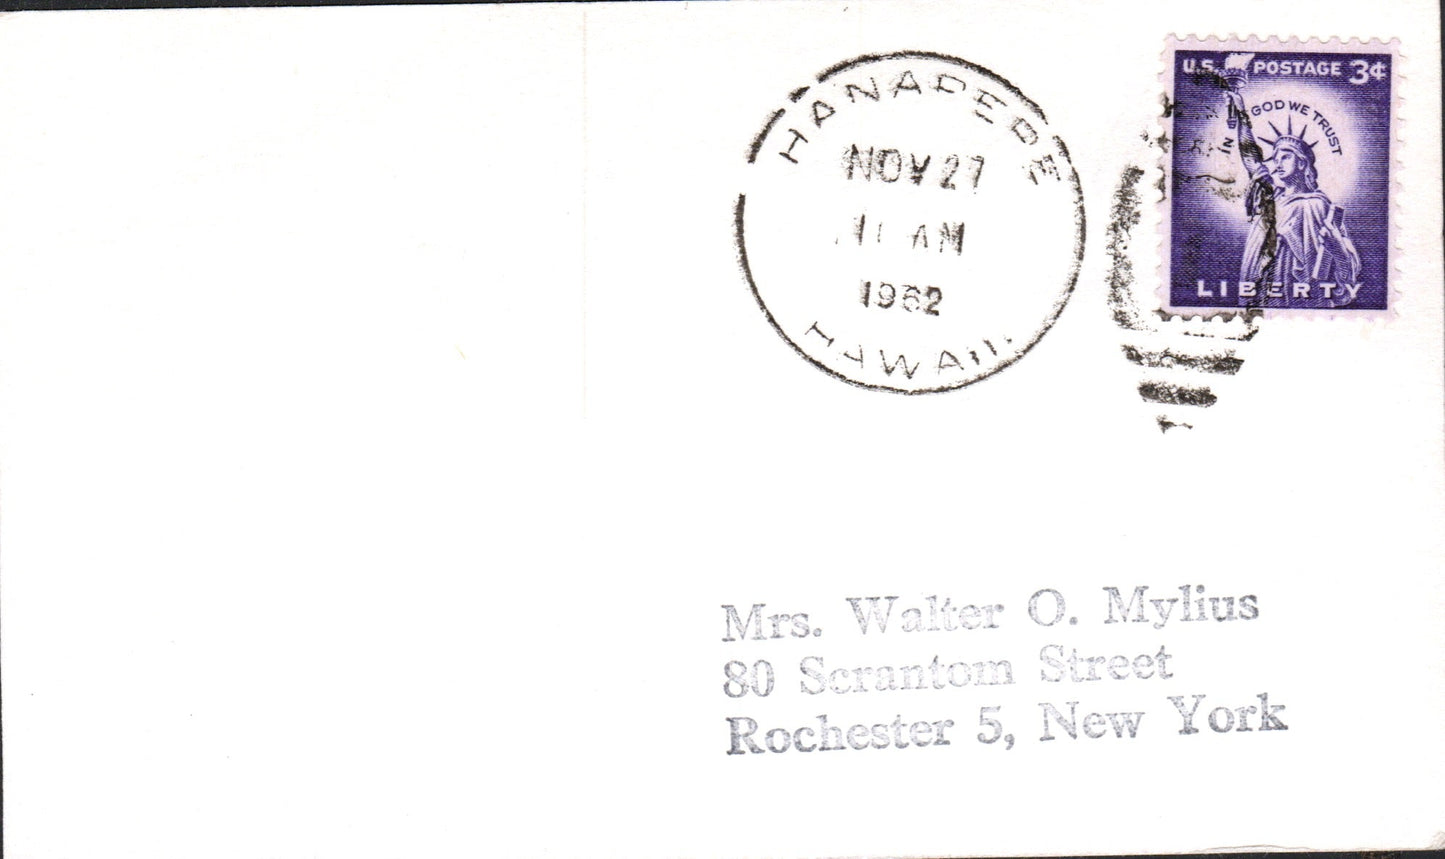 HANAPEPE
NOV 27
11 AM
1962
HAWAII.
U.S. POSTAGE 3¢
IN GOD WE TRUST
LIBERTY
Mrs. Walter O. Mylius
80 Scrantom Street
Rochester 5, New York